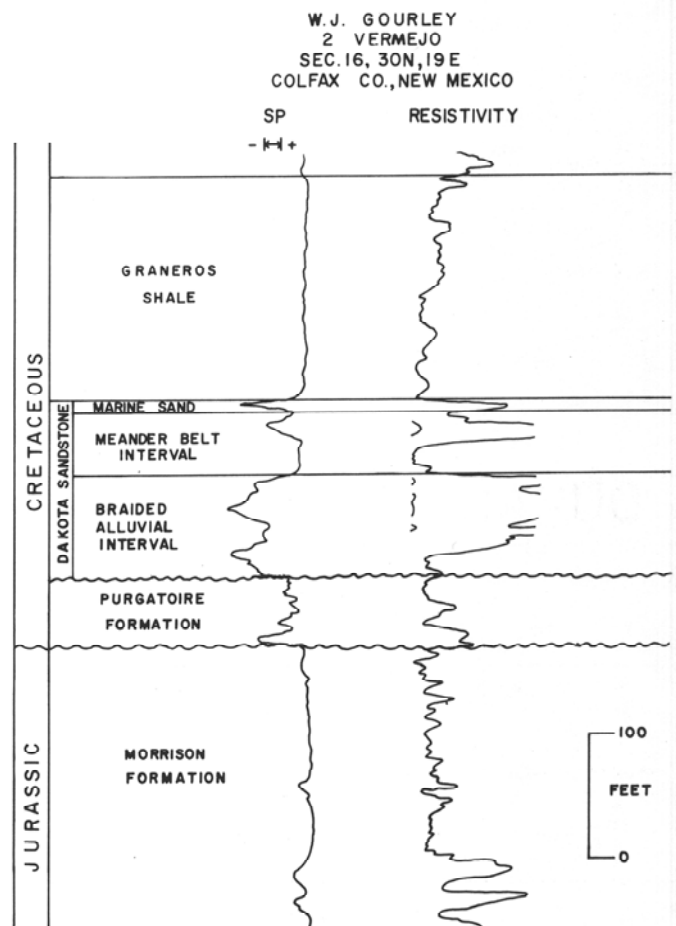 W.J. GOURLEY
2 VERMEJO
SEC.16, 30N,19E
COLFAX CO., NEW MEXICO
SP
RESISTIVITY
- +
GRANEROS
SHALE
CRETACEOUS
DAKOTA SANDSTONE
MARINE SAND
MEANDER BELT
INTERVAL
BRAIDED
ALLUVIAL
INTERVAL
PURGATOIRE
FORMATION
JURASSIC
MORRISON
FORMATION
100
FEET
0